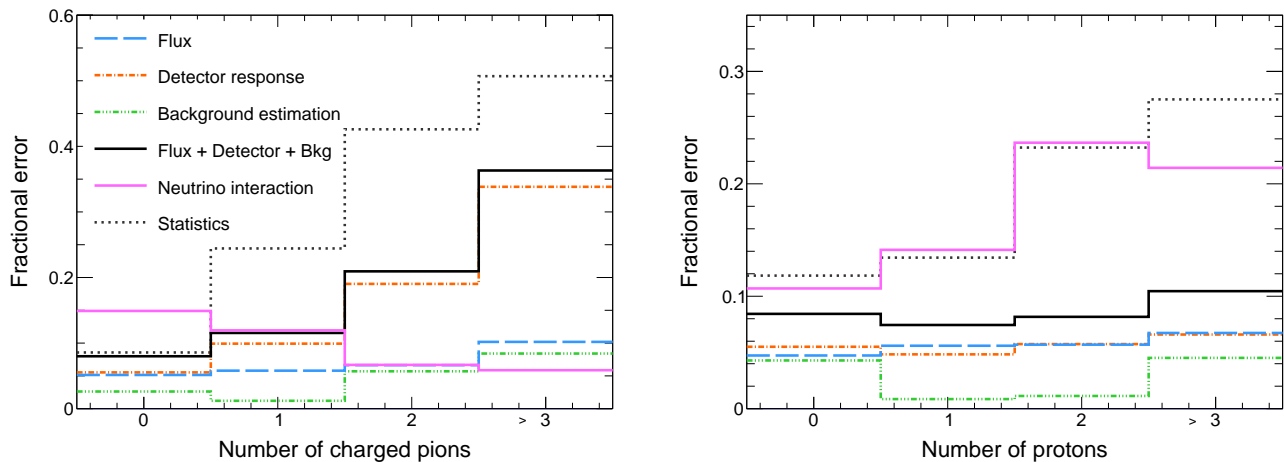 0.6
Flux
Detector response
Background estimation
0.4
Flux + Detector + Bkg
Neutrino interaction
Statistics
0.2
0
Fractional error
0 1 2 > 3
Number of charged pions
0.3
0.2
0.1
0
Fractional error
0 1 2 > 3
Number of protons